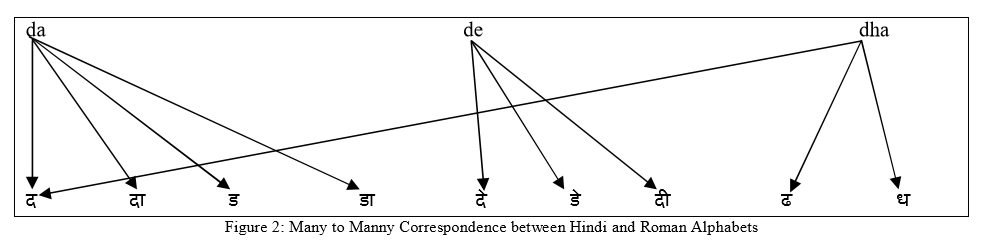 da de dha
द दा ड डा दे डे दी ढ ध
Figure 2: Many to Manny Correspondence between Hindi and Roman Alphabets